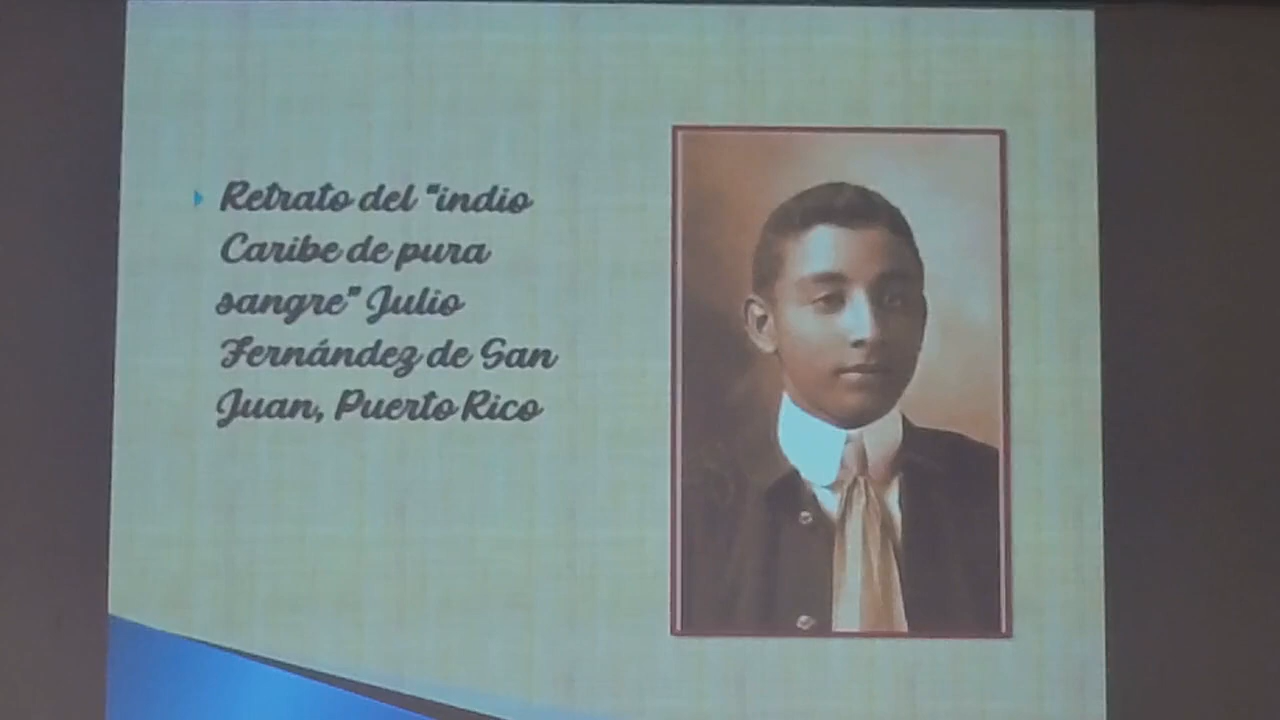 Retrato del "indio
Caribe de pura
sangre" Julio
Fernández de San
Juan, Puerto Rico